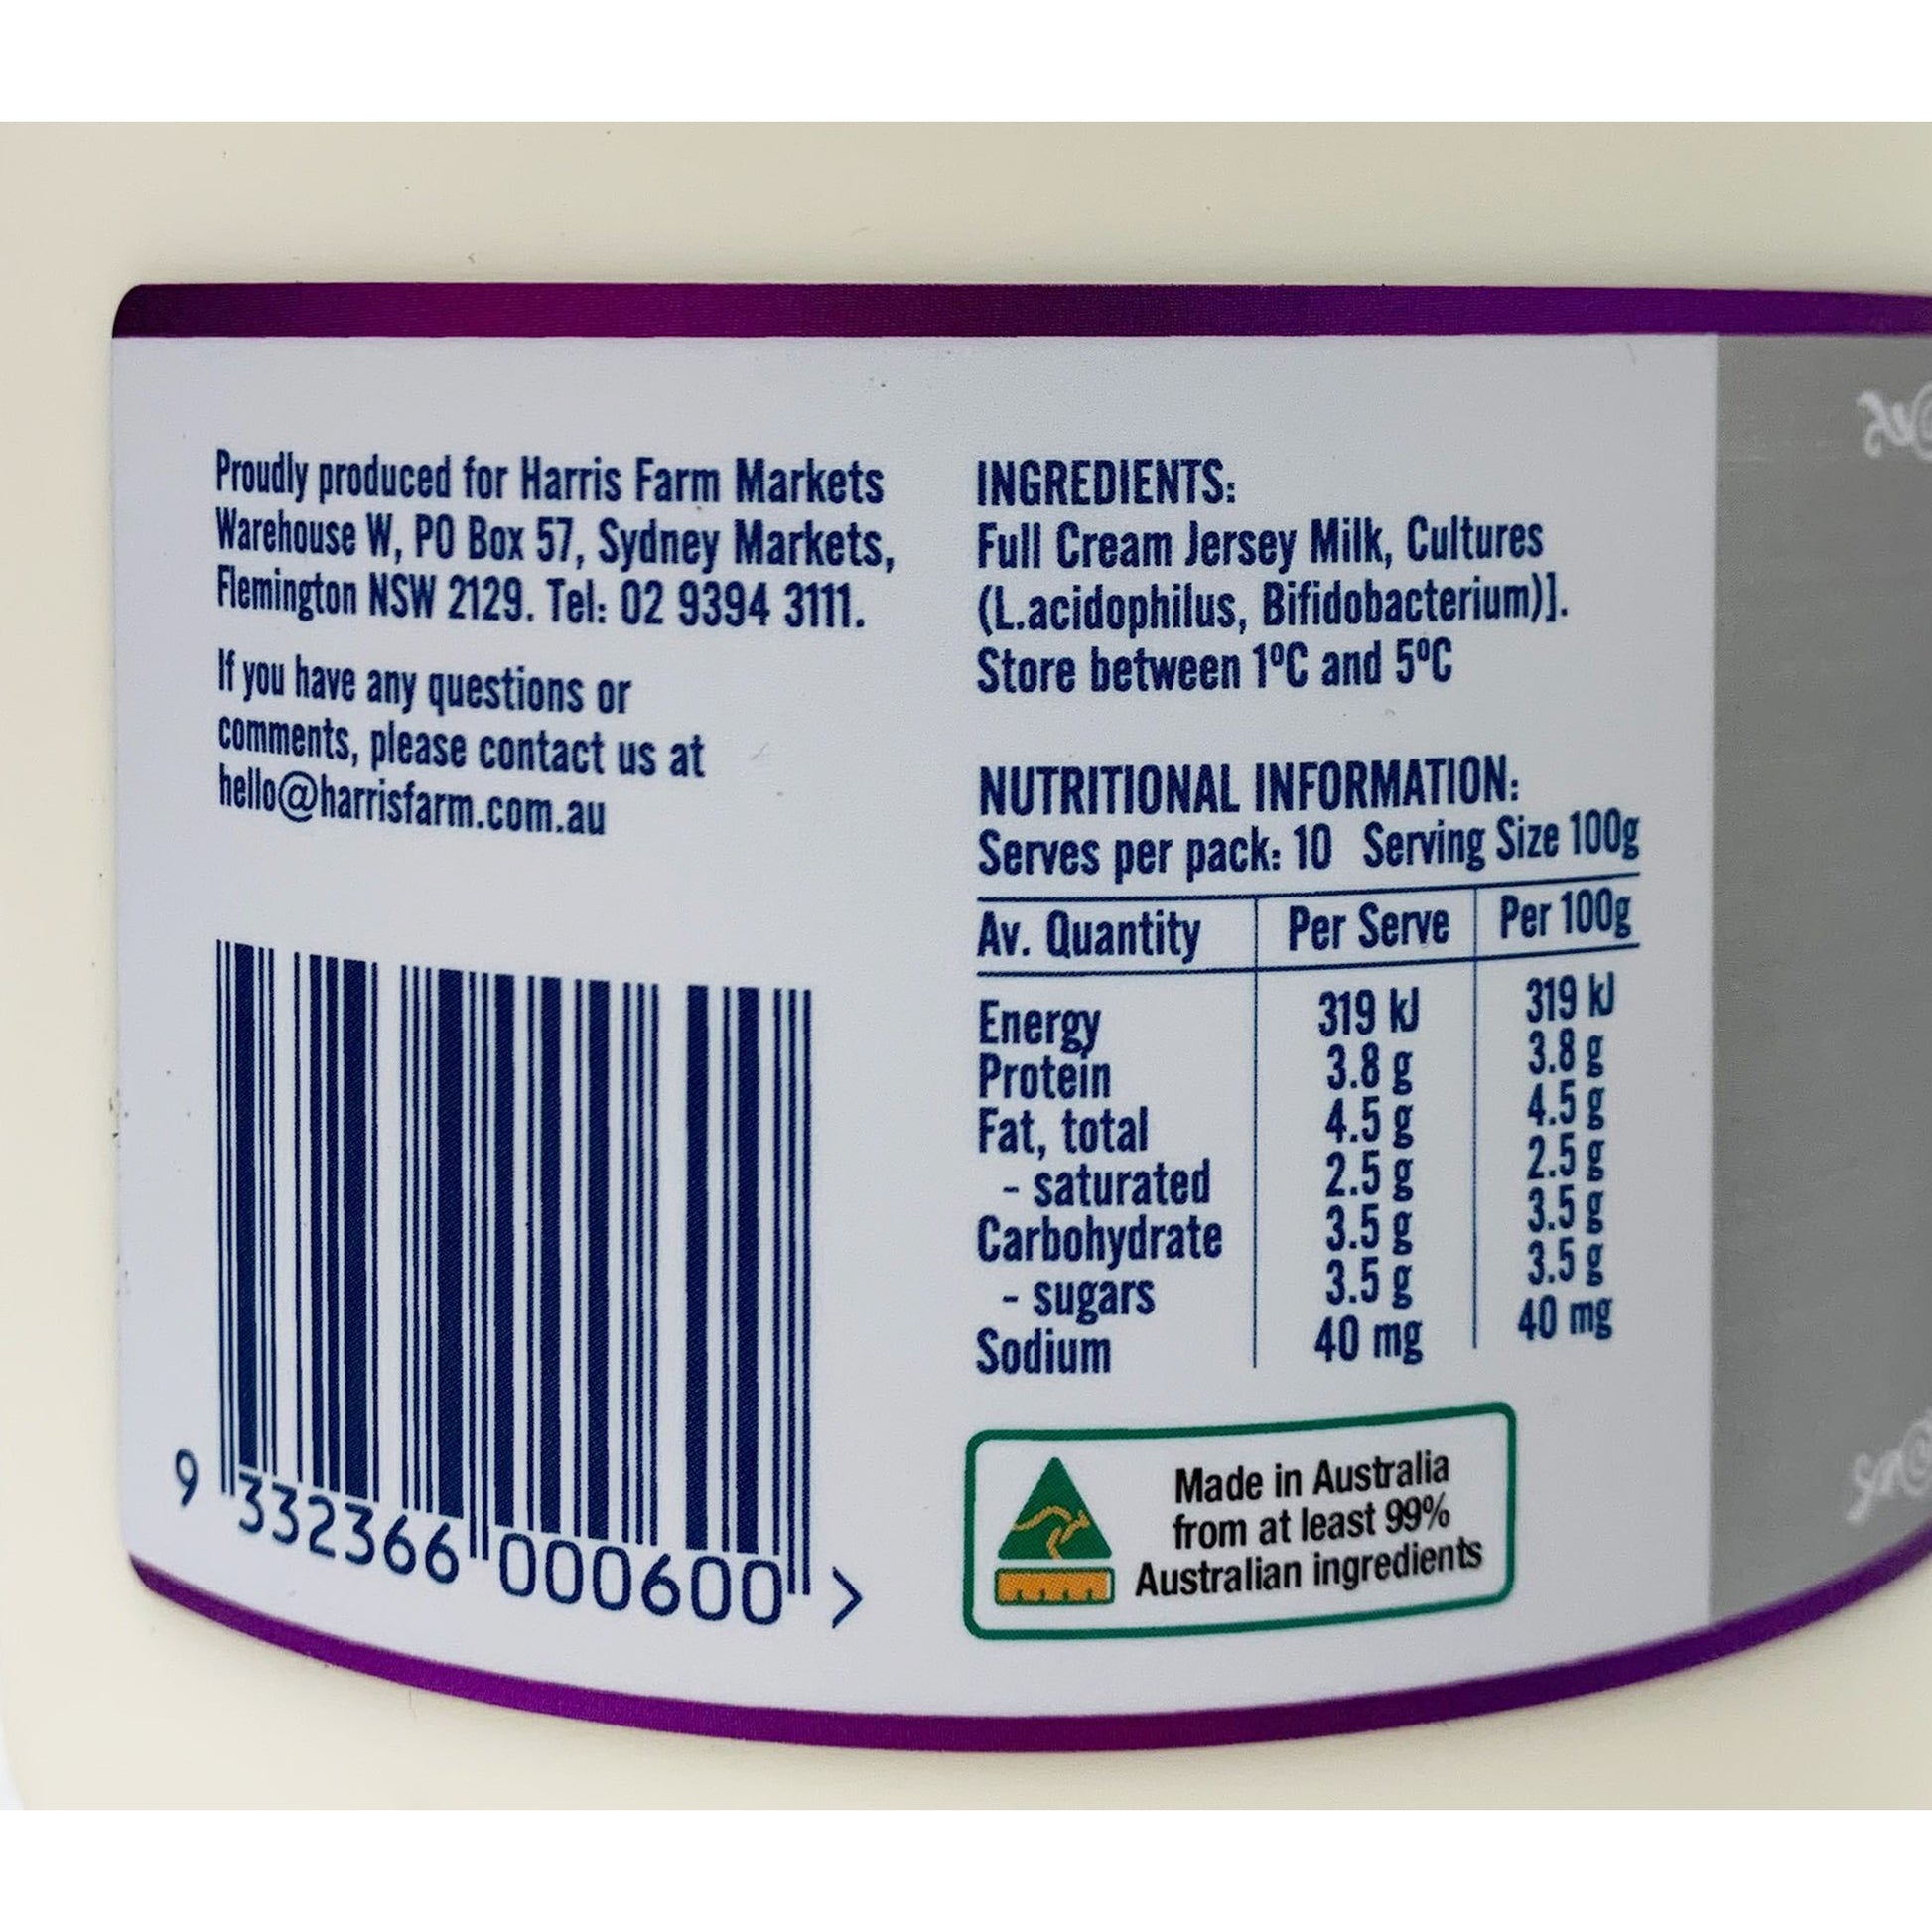 Proudly produced for Harris Farm Markets
Warehouse W, PO Box 57, Sydney Markets,
Flemington NSW 2129. Tel: 02 9394 3111.
If you have any questions or
comments, please contact us at
hello@harrisfarm.com.au
9 332366 000600 >
INGREDIENTS:
Full Cream Jersey Milk, Cultures
(L.acidophilus, Bifidobacterium)].
Store between 1ºC and 5ºC
NUTRITIONAL INFORMATION:
Serves per pack: 10 Serving Size 100g
Av. Quantity Per Serve Per 100g
Energy 319 kJ 319 kJ
Protein 3.8 g 3.8 g
Fat, total 4.5 g 4.5 g
- saturated 2.5 g 2.5 g
Carbohydrate 3.5 g 3.5 g
- sugars 3.5 g 3.5 g
Sodium 40 mg 40 mg
Made in Australia
from at least 99%
Australian ingredients